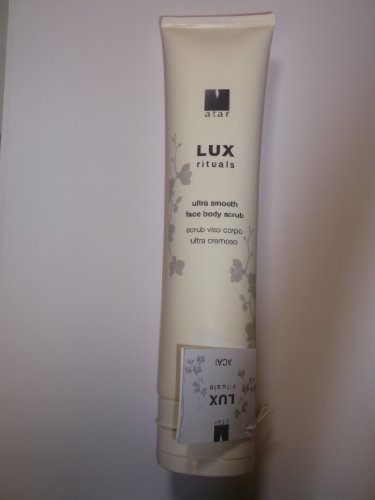 atar
LUX
rituals
ultra smooth
face body scrub
scrub viso corpo
ultra cremoso
atar
LUX
rituals
ACAI